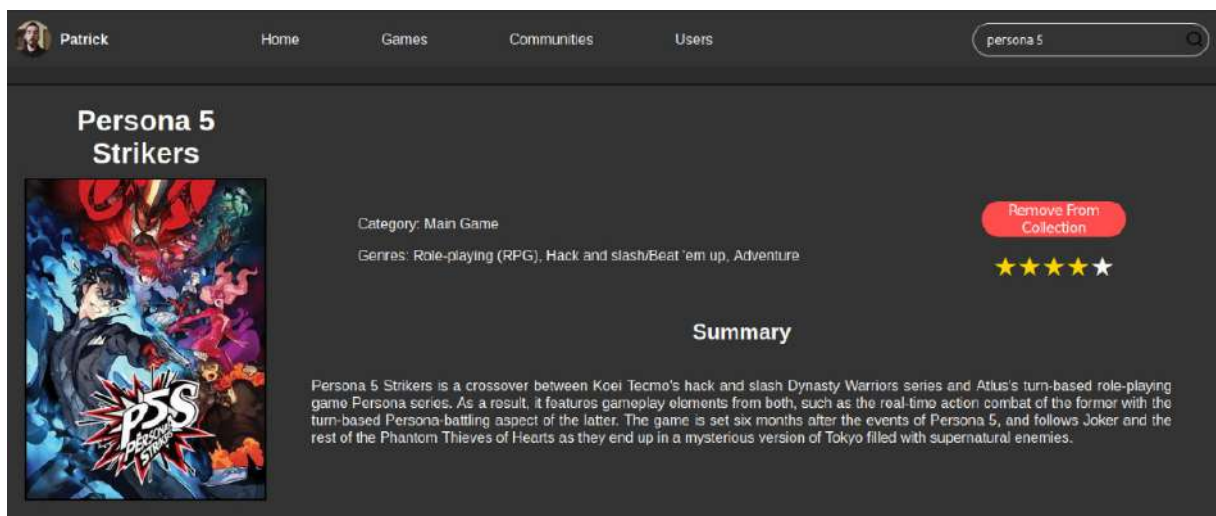 Patrick
Home
Games
Communities
Users
persona 5
Persona 5
Strikers
P5S
PERSONA5
STRIKERS
Category: Main Game
Genres: Role-playing (RPG), Hack and slash/Beat 'em up, Adventure
Remove From
Collection
Summary
Persona 5 Strikers is a crossover between Koei Tecmo's hack and slash Dynasty Warriors series and Atlus's turn-based role-playing
game Persona series. As a result, it features gameplay elements from both, such as the real-time action combat of the former with the
turn-based Persona-battling aspect of the latter. The game is set six months after the events of Persona 5, and follows Joker and the
rest of the Phantom Thieves of Hearts as they end up in a mysterious version of Tokyo filled with supernatural enemies.